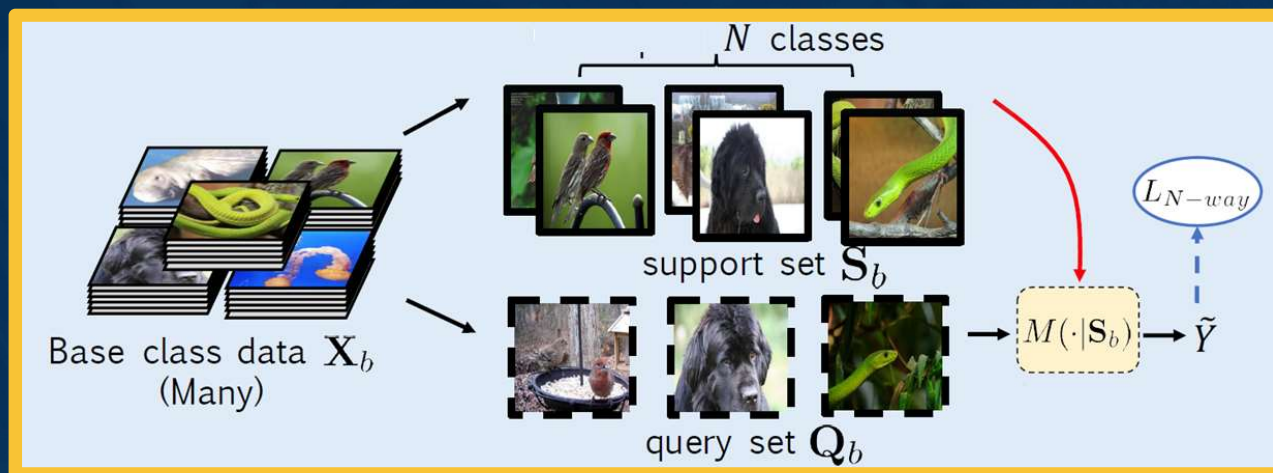 N classes
support set S_b
Base class data X_b
(Many)
query set Q_b
M(·|S_b)
Ỹ
L_{N-way}